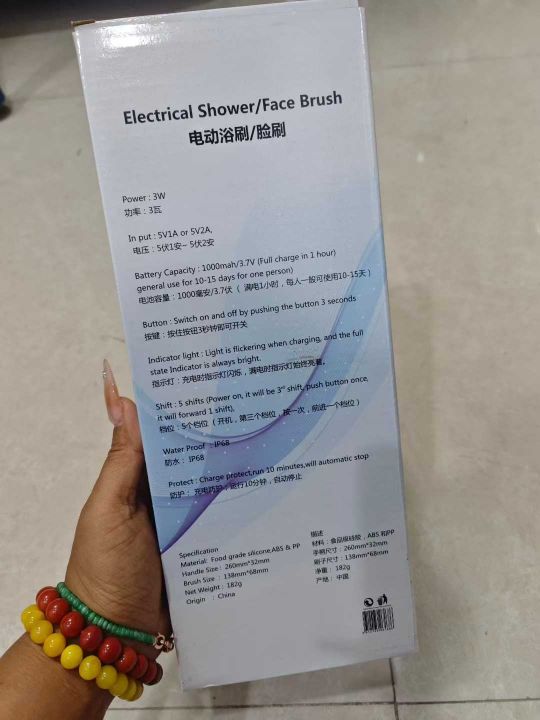 Electrical Shower/Face Brush
电动浴刷/脸刷
Power : 3W
功率 : 3瓦
In put : 5V1A or 5V2A,
电压 : 5伏1安~ 5伏2安
Battery Capacity : 1000mah/3.7V (Full charge in 1 hour)
general use for 10-15 days for one person)
电池容量 : 1000毫安/3.7伏 ( 满电1小时 , 每人一般可使用10-15天 )
Button : Switch on and off by pushing the button 3 seconds
按键 : 按住按钮3秒钟即可开关
Indicator light : Light is flickering when charging, and the full
state Indicator is always bright.
指示灯 : 充电时指示灯闪烁 , 满电时指示灯始终亮着。
Shift : 5 shifts (Power on, it will be 3rd shift, push button once,
it will forward 1 shift),
档位 : 5个档位 ( 开机 , 第三个档位 , 按一次 , 前进一个档位 )
Water Proof : IP68
防水 : IP68
Protect : Charge protect,run 10 minutes,will automatic stop
防护 : 充电防护 , 运行10分钟 , 自动停止
Specification
Material: Food grade silicone,ABS & PP
Handle Size : 260mm*32mm
Brush Size : 138mm*68mm
Net Weight : 182g
Origin : China
描述
材料 : 食品级硅胶 , ABS 和PP
手柄尺寸 : 260mm*32mm
刷子尺寸 : 138mm*68mm
净重 : 182g
产地 : 中国